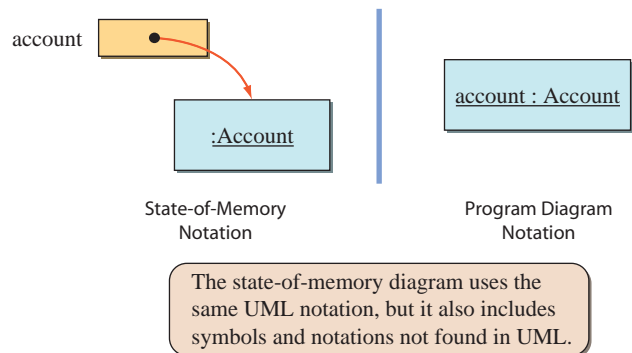 account
:Account
account : Account
State-of-Memory
Notation
Program Diagram
Notation
The state-of-memory diagram uses the
same UML notation, but it also includes
symbols and notations not found in UML.